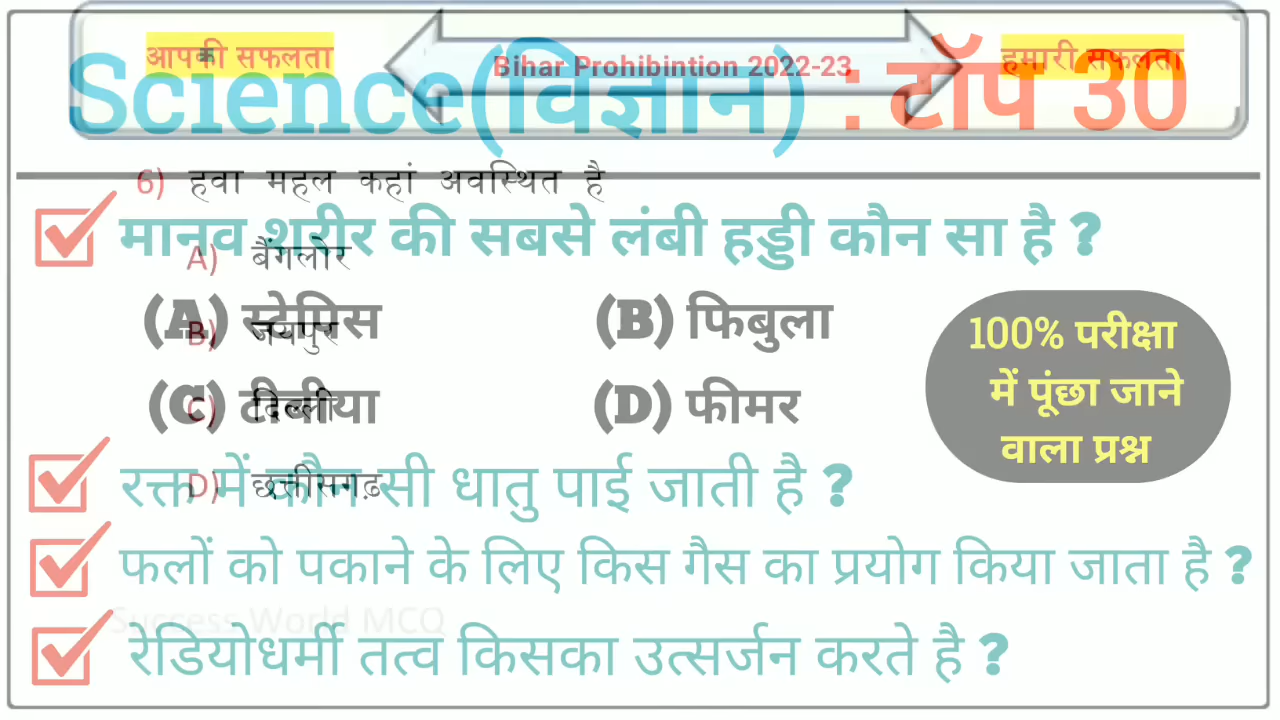 आपकी सफलता
Bihar Prohibintion 2022-23
हमारी सफलता
Science(विज्ञान) : टॉप 30
6) हवा महल कहां अवस्थित है
मानव शरीर की सबसे लंबी हड्डी कौन सा है ?
A) बैंगलोर
(A) स्टेपिस
(B) फिबुला
B) जयपुर
100% परीक्षा
में पूंछा जाने
वाला प्रश्न
(C) टीबीया
(D) फीमर
C) दिल्ली
रक्त में कौन सी धातु पाई जाती है ?
D) छत्तीसगढ़
फलों को पकाने के लिए किस गैस का प्रयोग किया जाता है ?
Success World MCQ
रेडियोधर्मी तत्व किसका उत्सर्जन करते है ?